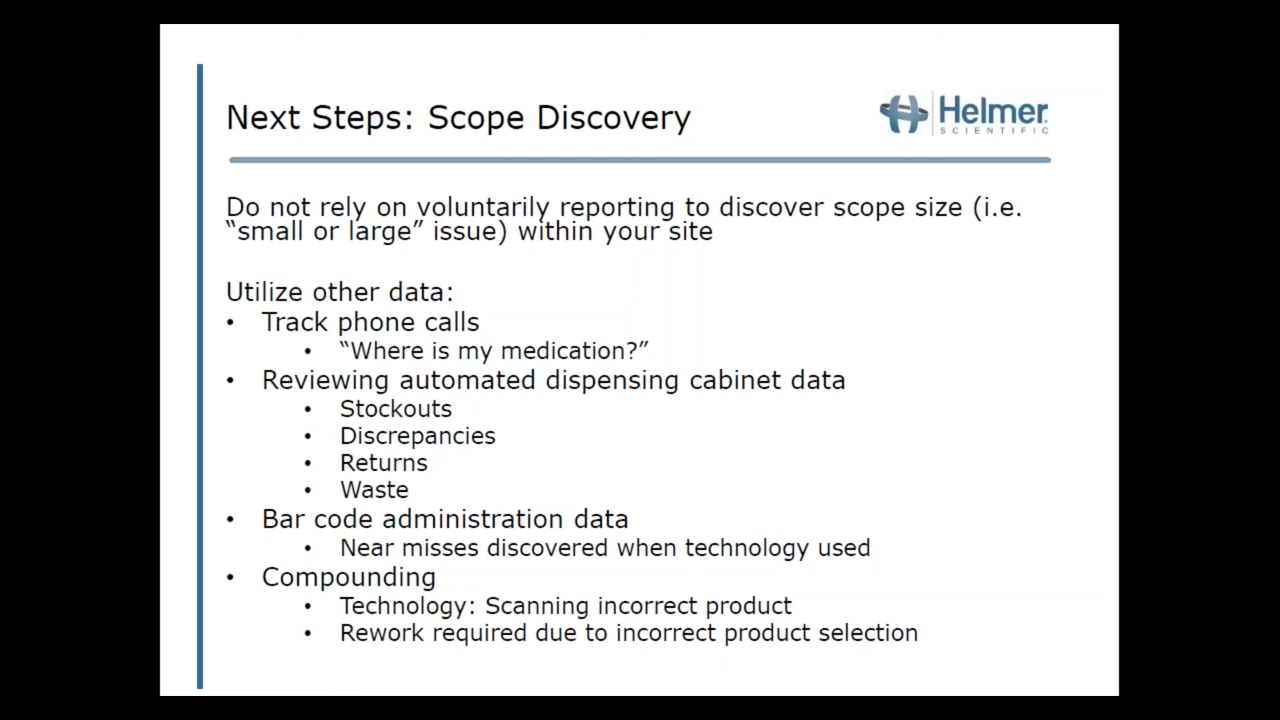 Next Steps: Scope Discovery
Helmer
SCIENTIFIC
Do not rely on voluntarily reporting to discover scope size (i.e.
“small or large” issue) within your site
Utilize other data:
• Track phone calls
• “Where is my medication?”
• Reviewing automated dispensing cabinet data
• Stockouts
• Discrepancies
• Returns
• Waste
• Bar code administration data
• Near misses discovered when technology used
• Compounding
• Technology: Scanning incorrect product
• Rework required due to incorrect product selection